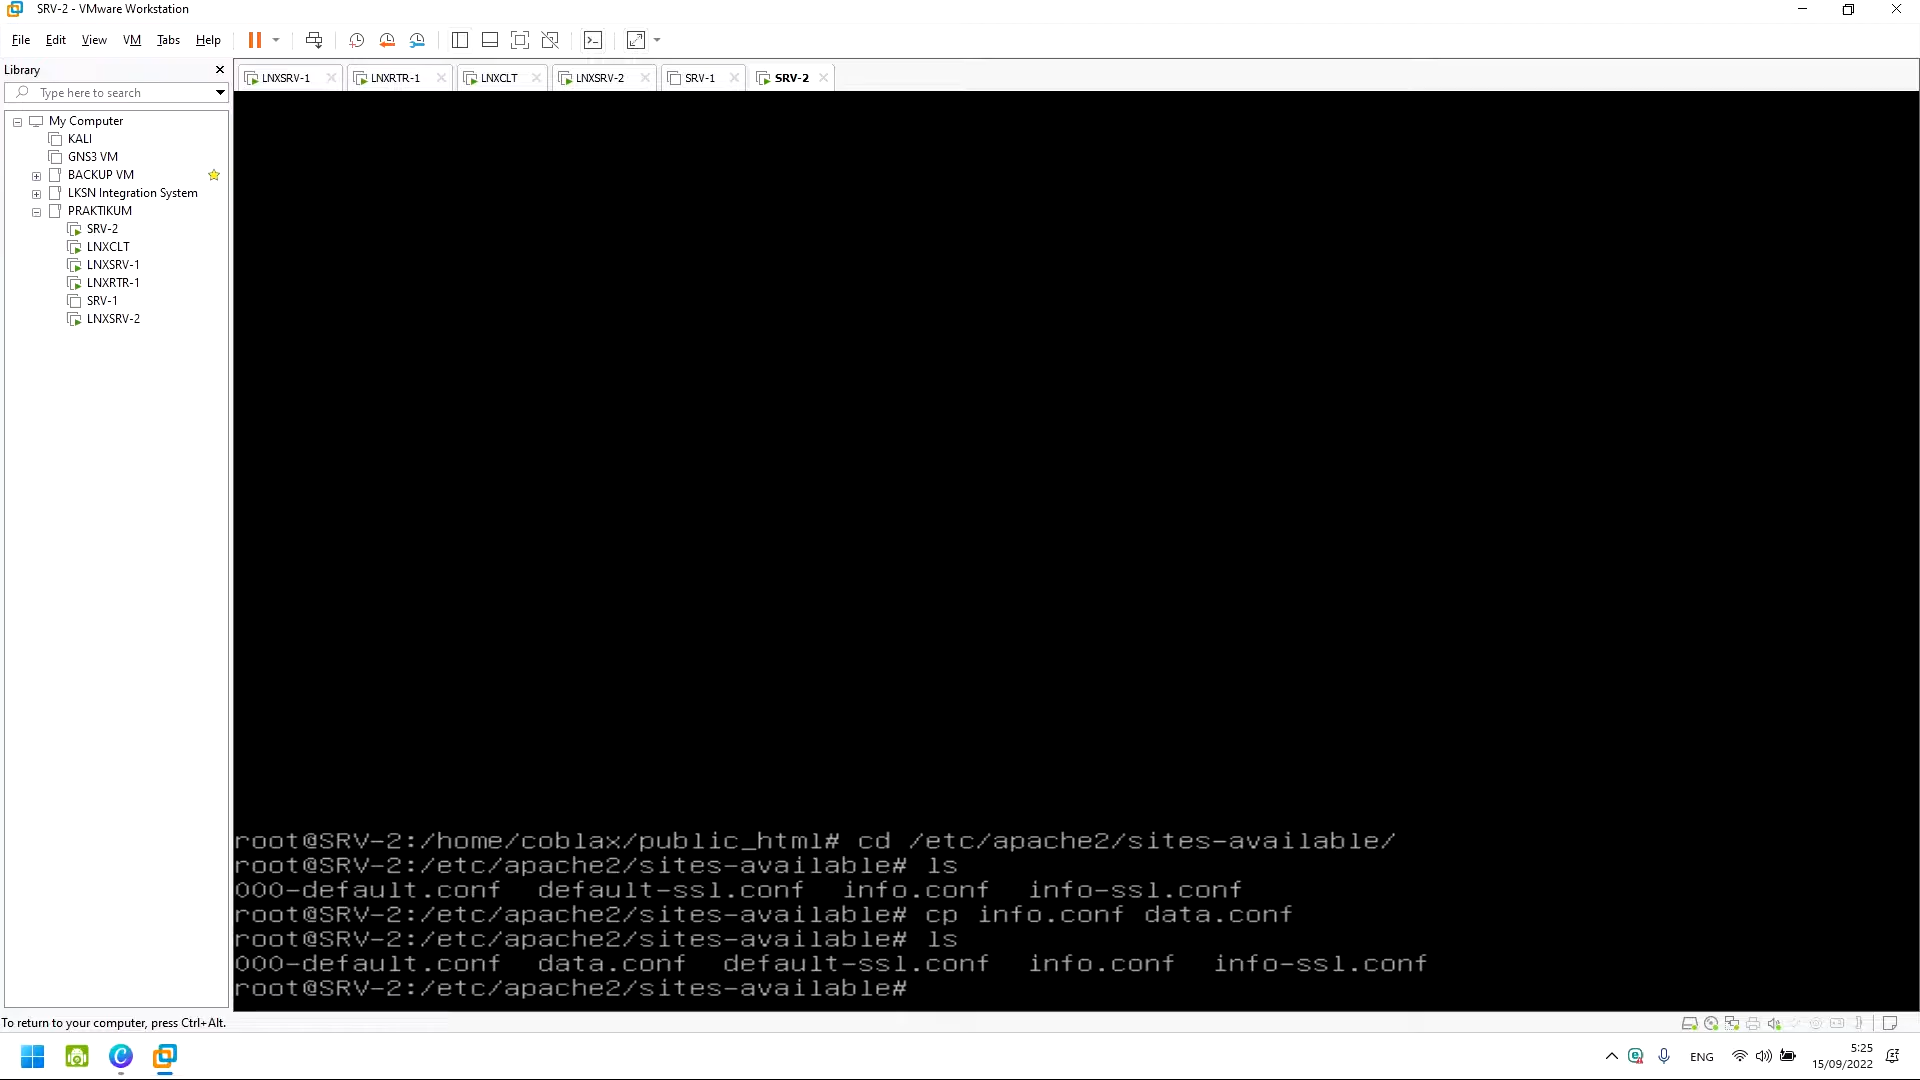 SRV-2 - VMware Workstation
File Edit View VM Tabs Help
Library
Type here to search
My Computer
KALI
GNS3 VM
BACKUP VM
LKSN Integration System
PRAKTIKUM
SRV-2
LNXCLT
LNXSRV-1
LNXRTR-1
SRV-1
LNXSRV-2
LNXSRV-1 LNXRTR-1 LNXCLT LNXSRV-2 SRV-1 SRV-2
root@SRV-2:/home/coblax/public_html# cd /etc/apache2/sites-available/
root@SRV-2:/etc/apache2/sites-available# ls
000-default.conf default-ssl.conf info.conf info-ssl.conf
root@SRV-2:/etc/apache2/sites-available# cp info.conf data.conf
root@SRV-2:/etc/apache2/sites-available# ls
000-default.conf data.conf default-ssl.conf info.conf info-ssl.conf
root@SRV-2:/etc/apache2/sites-available#
To return to your computer, press Ctrl+Alt.
ENG
5:25
15/09/2022